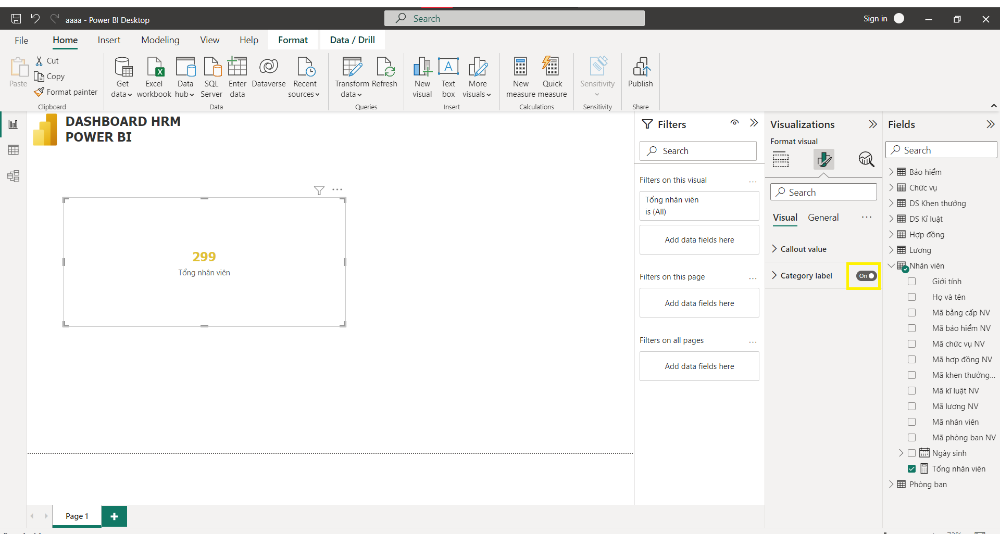 aaaa - Power BI Desktop
Search
Sign in
File
Home
Insert
Modeling
View
Help
Format
Data / Drill
Paste
Cut
Copy
Format painter
Clipboard
Get
data
Excel
workbook
Data
hub
SQL
Server
Enter
data
Dataverse
Recent
sources
Data
Transform
data
Refresh
Queries
New
visual
Text
box
More
visuals
Insert
New
measure
Quick
measure
Calculations
Sensitivity
Sensitivity
Publish
Share
DASHBOARD HRM
POWER BI
299
Tổng nhân viên
Filters
Search
Filters on this visual
...
Tổng nhân viên
is (All)
Add data fields here
Filters on this page
...
Add data fields here
Filters on all pages
...
Add data fields here
Visualizations
Format visual
Search
Visual
General
...
Callout value
Category label
On
Fields
Search
Bảo hiểm
Chức vụ
DS Khen thưởng
DS Kỉ luật
Hợp đồng
Lương
Nhân viên
Giới tính
Họ và tên
Mã bằng cấp NV
Mã bảo hiểm NV
Mã chức vụ NV
Mã hợp đồng NV
Mã khen thưởng...
Mã kĩ luật NV
Mã lương NV
Mã nhân viên
Mã phòng ban NV
Ngày sinh
Tổng nhân viên
Phòng ban
Page 1